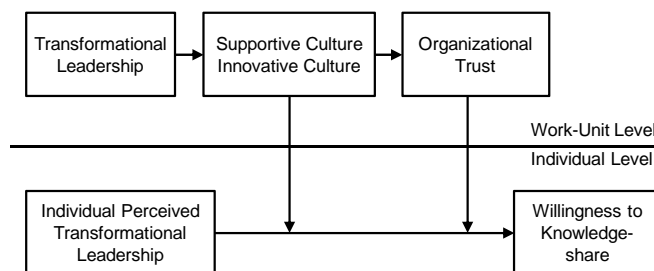 Transformational
Leadership
Supportive Culture
Innovative Culture
Organizational
Trust
Work-Unit Level
Individual Level
Individual Perceived
Transformational
Leadership
Willingness to
Knowledge-
share